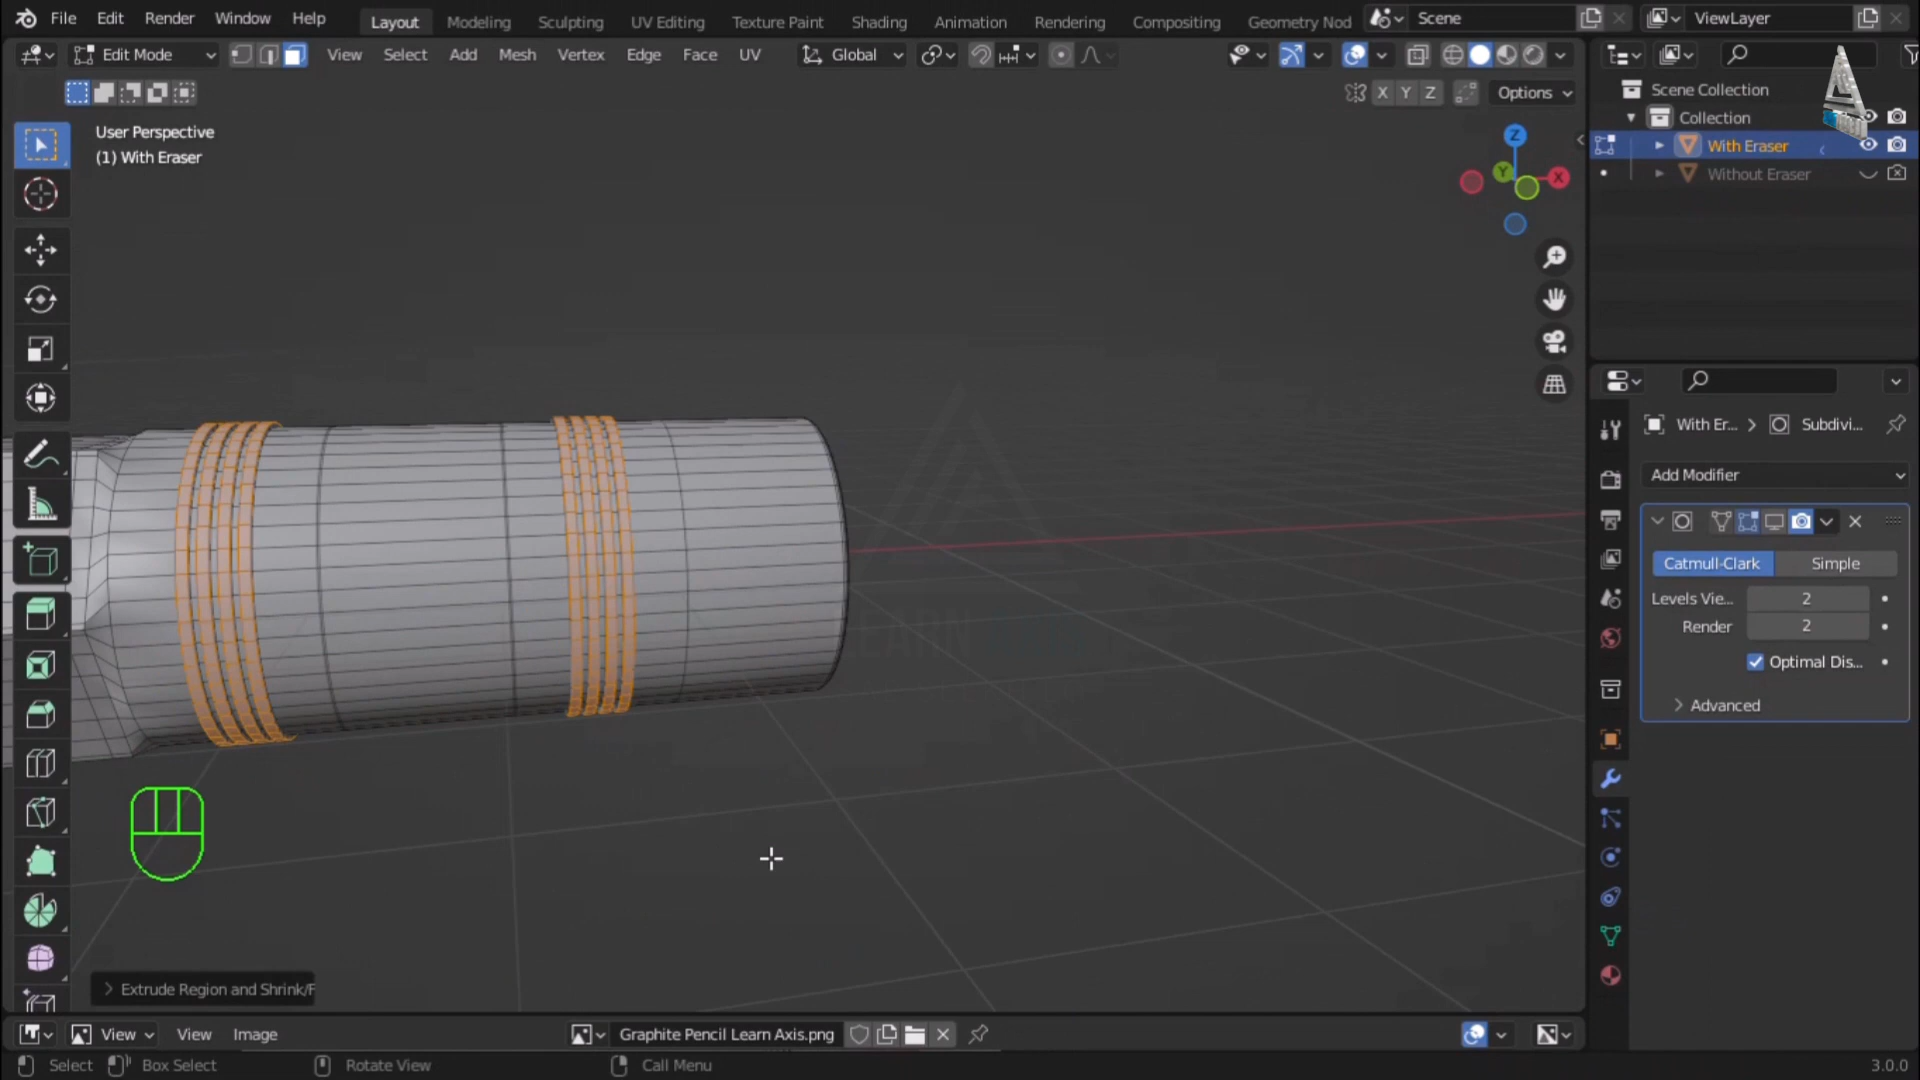 File Edit Render Window Help Layout Modeling Sculpting UV Editing Texture Paint Shading Animation Rendering Compositing Geometry Nod Scene ViewLayer
Edit Mode View Select Add Mesh Vertex Edge Face UV Global
X Y Z Options
User Perspective
(1) With Eraser
Z
Y
X
Scene Collection
Collection
With Eraser
Without Eraser
With Er... > Subdivi...
Add Modifier
Catmull-Clark Simple
Levels Vie... 2
Render 2
Optimal Dis...
Advanced
LEARN
Extrude Region and Shrink/F
View View Image Graphite Pencil Learn Axis.png
Select Box Select Rotate View Call Menu 3.0.0